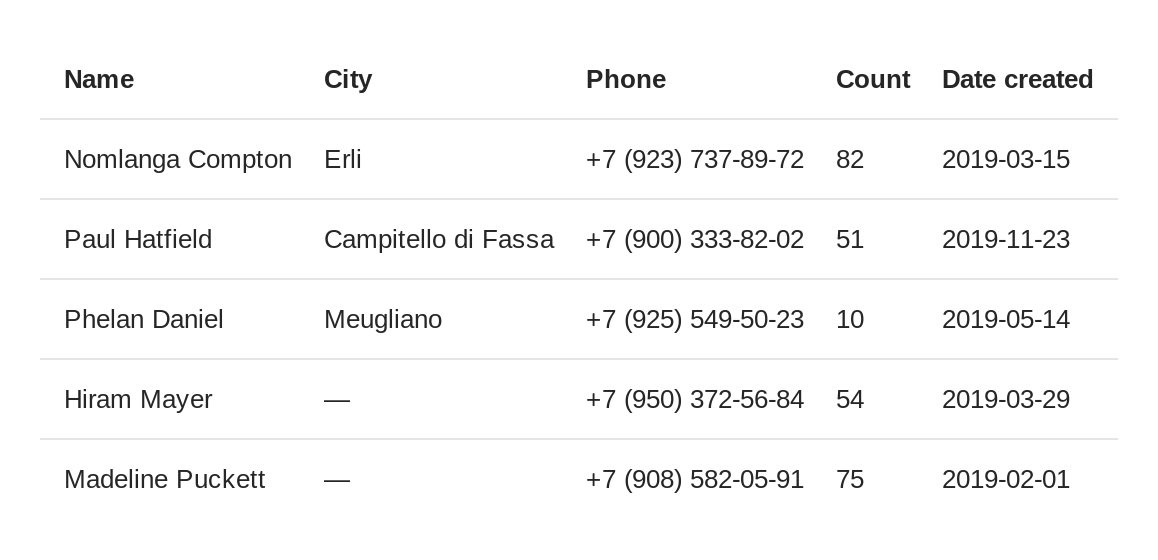 Name City Phone Count Date created
Nomlanga Compton Erli +7 (923) 737-89-72 82 2019-03-15
Paul Hatfield Campitello di Fassa +7 (900) 333-82-02 51 2019-11-23
Phelan Daniel Meugliano +7 (925) 549-50-23 10 2019-05-14
Hiram Mayer — +7 (950) 372-56-84 54 2019-03-29
Madeline Puckett — +7 (908) 582-05-91 75 2019-02-01